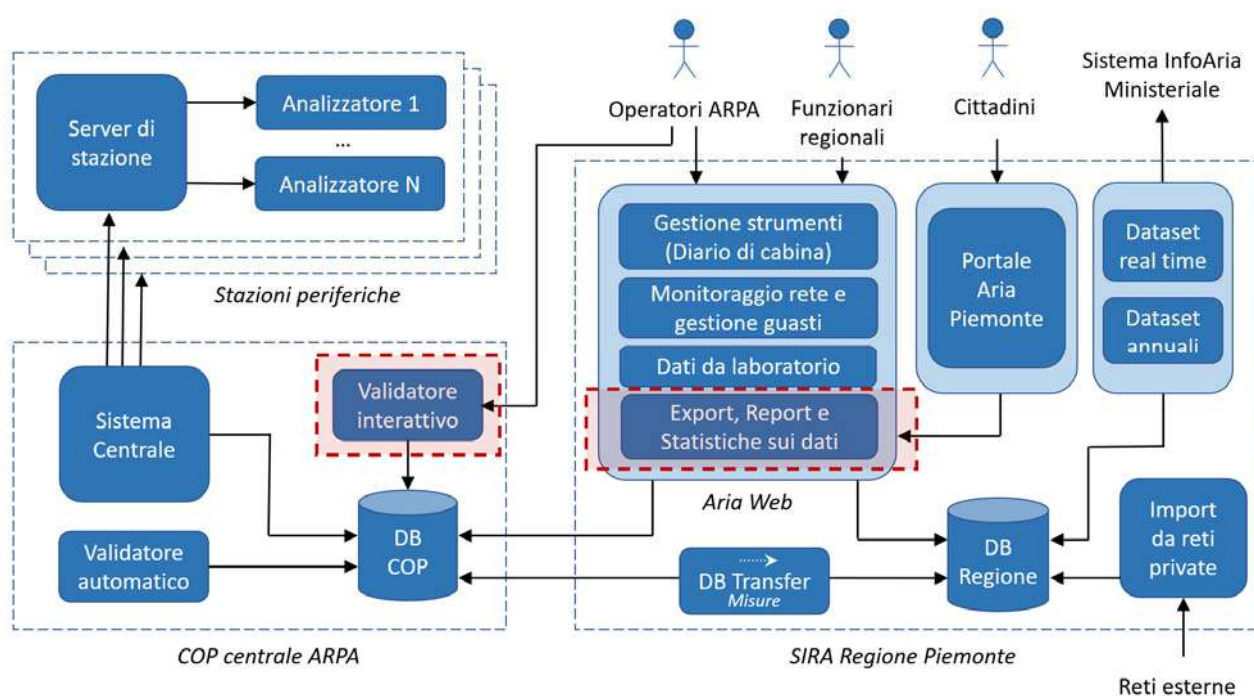 Server di
stazione
Analizzatore 1
...
Analizzatore N
Stazioni periferiche
Operatori ARPA
Funzionari
regionali
Cittadini
Sistema InfoAria
Ministeriale
Gestione strumenti
(Diario di cabina)
Monitoraggio rete e
gestione guasti
Dati da laboratorio
Export, Report e
Statistiche sui dati
Aria Web
Portale
Aria
Piemonte
Dataset
real time
Dataset
annuali
Sistema
Centrale
Validatore
interattivo
Validatore
automatico
DB
COP
DB Transfer
Misure
DB
Regione
Import
da reti
private
COP centrale ARPA
SIRA Regione Piemonte
Reti esterne